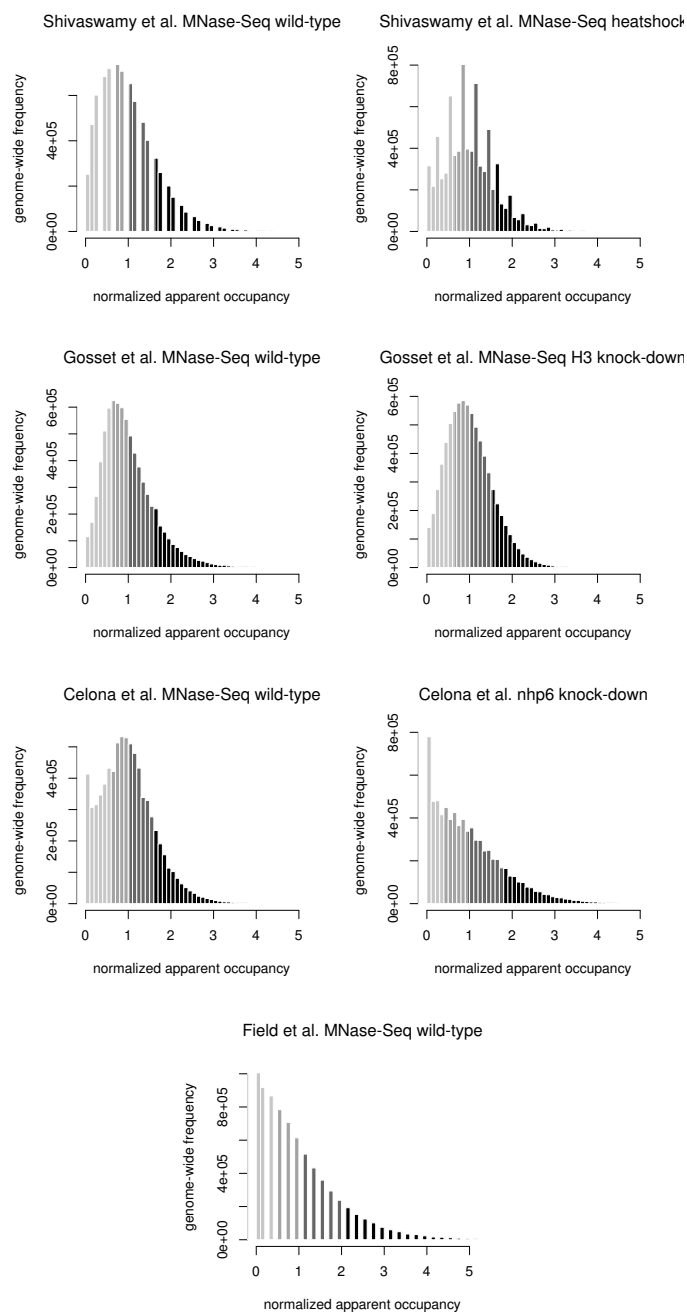 Shivaswamy et al. MNase-Seq wild-type
genome-wide frequency
0e+00
4e+05
0 1 2 3 4 5
normalized apparent occupancy
Shivaswamy et al. MNase-Seq heatshock
genome-wide frequency
0e+00
4e+05
8e+05
0 1 2 3 4 5
normalized apparent occupancy
Gosset et al. MNase-Seq wild-type
genome-wide frequency
0e+00
2e+05
4e+05
6e+05
0 1 2 3 4 5
normalized apparent occupancy
Gosset et al. MNase-Seq H3 knock-down
genome-wide frequency
0e+00
2e+05
4e+05
6e+05
0 1 2 3 4 5
normalized apparent occupancy
Celona et al. MNase-Seq wild-type
genome-wide frequency
0e+00
2e+05
4e+05
0 1 2 3 4 5
normalized apparent occupancy
Celona et al. nhp6 knock-down
genome-wide frequency
0e+00
4e+05
8e+05
0 1 2 3 4 5
normalized apparent occupancy
Field et al. MNase-Seq wild-type
genome-wide frequency
0e+00
4e+05
8e+05
0 1 2 3 4 5
normalized apparent occupancy